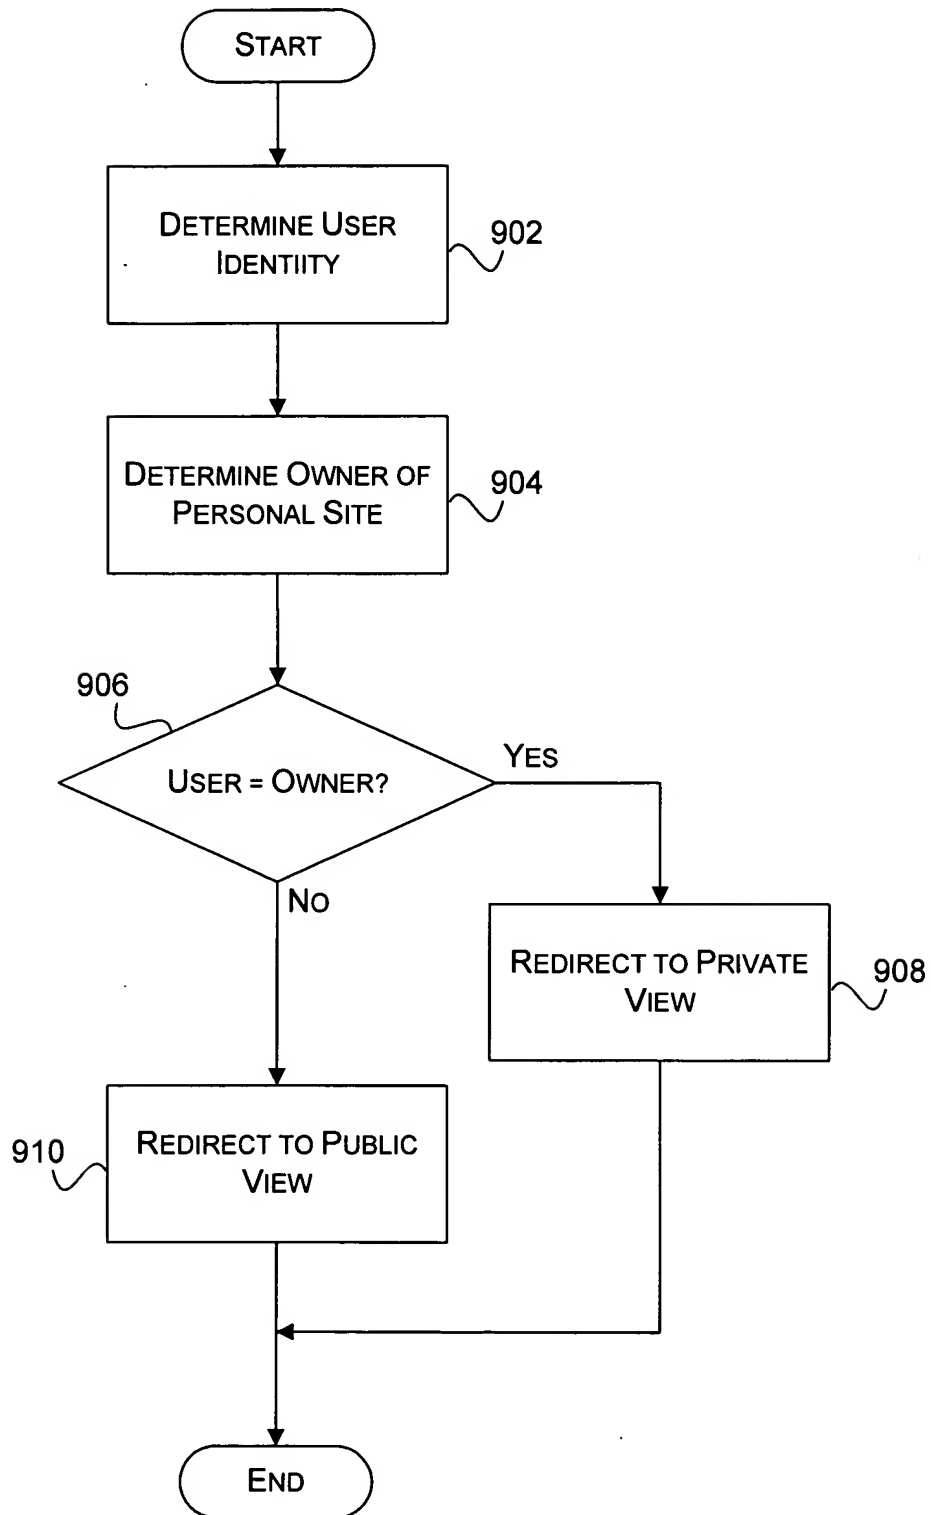 START
DETERMINE USER
IDENTIITY
902
DETERMINE OWNER OF
PERSONAL SITE
904
906
USER = OWNER?
YES
NO
REDIRECT TO PRIVATE
VIEW
908
910
REDIRECT TO PUBLIC
VIEW
END